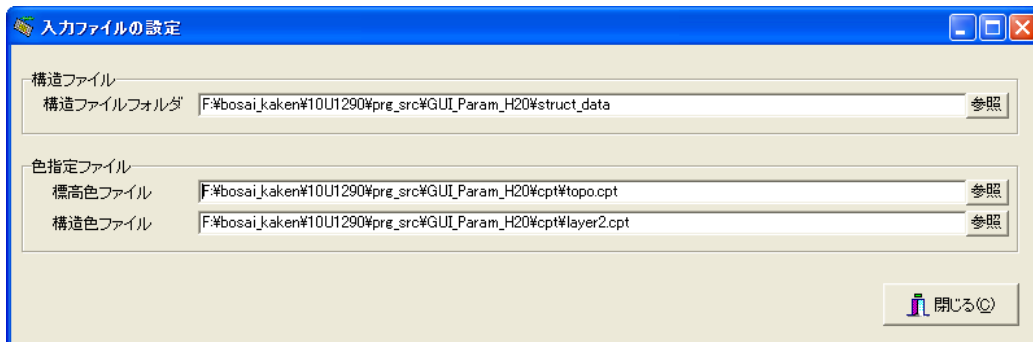 入力ファイルの設定
構造ファイル
構造ファイルフォルダ F:¥bosai_kaken¥10U1290¥prg_src¥GUI_Param_H20¥struct_data 参照
色指定ファイル
標高色ファイル F:¥bosai_kaken¥10U1290¥prg_src¥GUI_Param_H20¥cpt¥topo.cpt 参照
構造色ファイル F:¥bosai_kaken¥10U1290¥prg_src¥GUI_Param_H20¥cpt¥layer2.cpt 参照
閉じる(C)